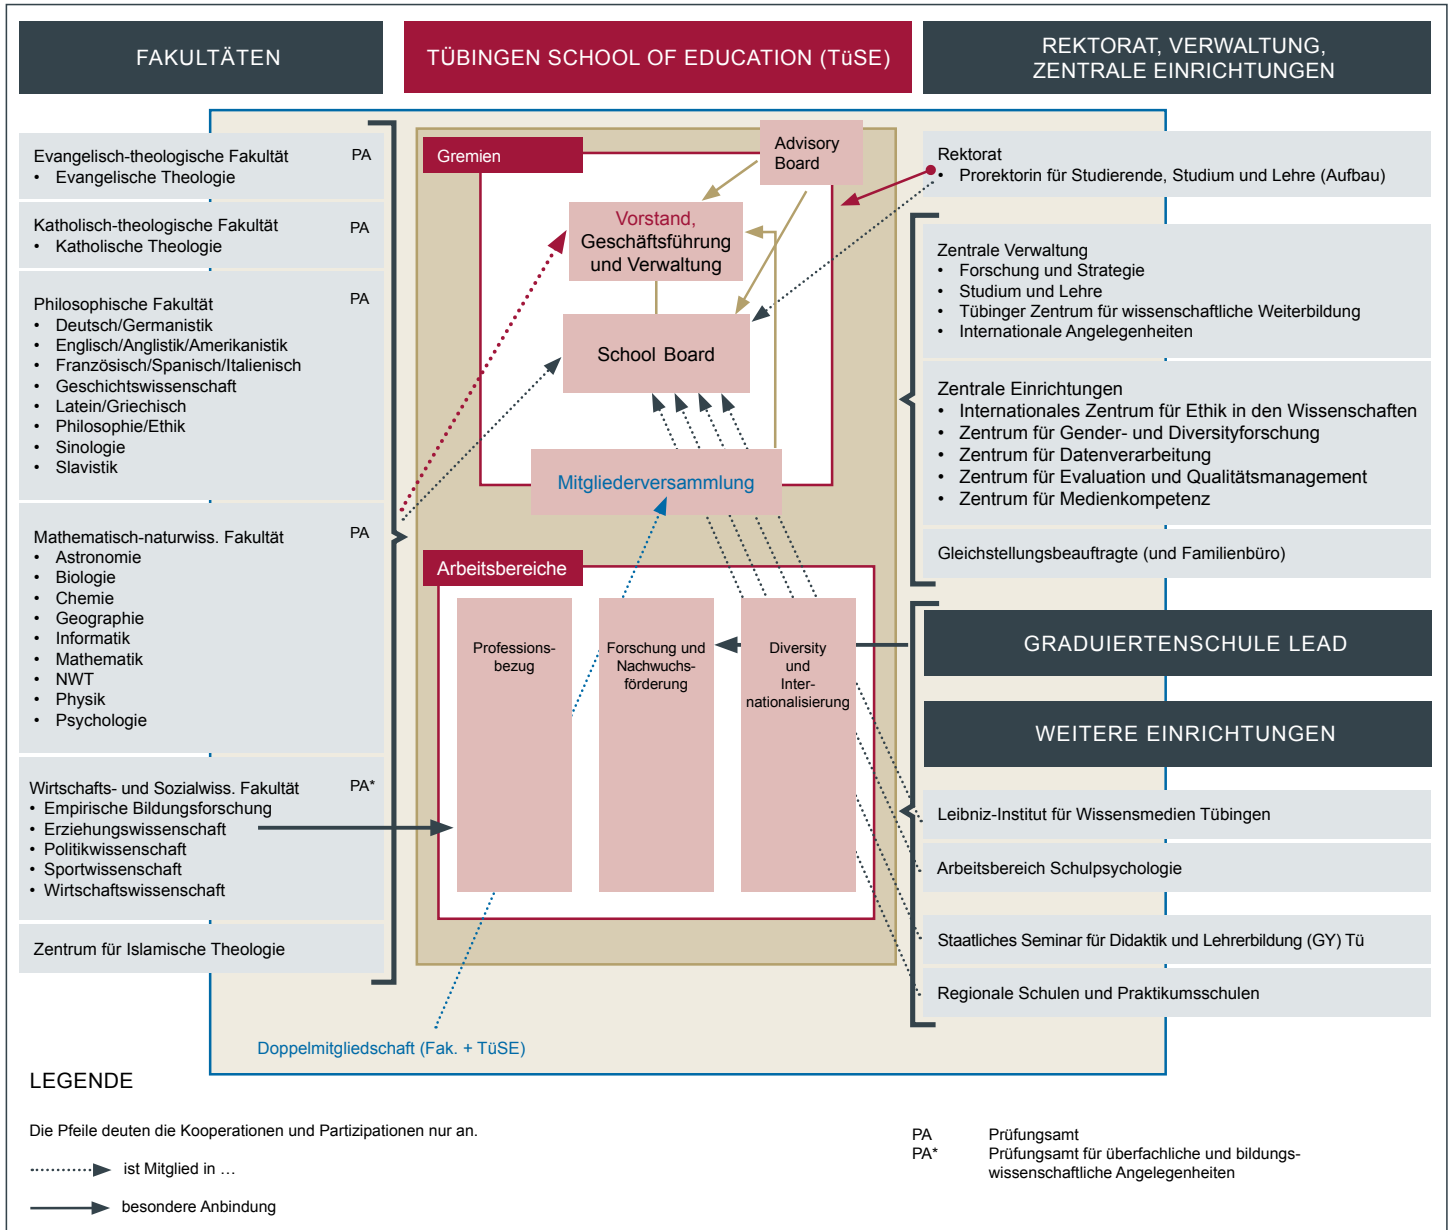 FAKULTÄTEN
TÜBINGEN SCHOOL OF EDUCATION (TüSE)
REKTORAT, VERWALTUNG,
ZENTRALE EINRICHTUNGEN
Evangelisch-theologische Fakultät PA
• Evangelische Theologie
Katholisch-theologische Fakultät PA
• Katholische Theologie
Philosophische Fakultät PA
• Deutsch/Germanistik
• Englisch/Anglistik/Amerikanistik
• Französisch/Spanisch/Italienisch
• Geschichtswissenschaft
• Latein/Griechisch
• Philosophie/Ethik
• Sinologie
• Slavistik
Mathematisch-naturwiss. Fakultät PA
• Astronomie
• Biologie
• Chemie
• Geographie
• Informatik
• Mathematik
• NWT
• Physik
• Psychologie
Wirtschafts- und Sozialwiss. Fakultät PA*
• Empirische Bildungsforschung
• Erziehungswissenschaft
• Politikwissenschaft
• Sportwissenschaft
• Wirtschaftswissenschaft
Zentrum für Islamische Theologie
Gremien
Advisory
Board
Vorstand,
Geschäftsführung
und Verwaltung
School Board
Mitgliederversammlung
Arbeitsbereiche
Professions-
bezug
Forschung und
Nachwuchs-
förderung
Diversity
und
Inter-
nationalisierung
Doppelmitgliedschaft (Fak. + TüSE)
Rektorat
• Prorektorin für Studierende, Studium und Lehre (Aufbau)
Zentrale Verwaltung
• Forschung und Strategie
• Studium und Lehre
• Tübinger Zentrum für wissenschaftliche Weiterbildung
• Internationale Angelegenheiten
Zentrale Einrichtungen
• Internationales Zentrum für Ethik in den Wissenschaften
• Zentrum für Gender- und Diversityforschung
• Zentrum für Datenverarbeitung
• Zentrum für Evaluation und Qualitätsmanagement
• Zentrum für Medienkompetenz
Gleichstellungsbeauftragte (und Familienbüro)
GRADUIERTENSCHULE LEAD
WEITERE EINRICHTUNGEN
Leibniz-Institut für Wissensmedien Tübingen
Arbeitsbereich Schulpsychologie
Staatliches Seminar für Didaktik und Lehrerbildung (GY) Tü
Regionale Schulen und Praktikumsschulen
LEGENDE
Die Pfeile deuten die Kooperationen und Partizipationen nur an.
ist Mitglied in …
besondere Anbindung
PA Prüfungsamt
PA* Prüfungsamt für überfachliche und bildungs-
wissenschaftliche Angelegenheiten